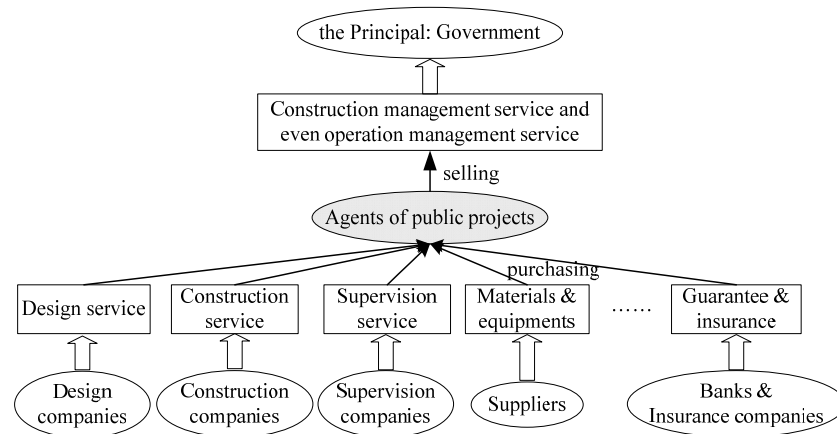 the Principal: Government
Construction management service and
even operation management service
selling
Agents of public projects
purchasing
Design service
Construction
service
Supervision
service
Materials &
equipments
……
Guarantee &
insurance
Design
companies
Construction
companies
Supervision
companies
Suppliers
Banks &
Insurance companies